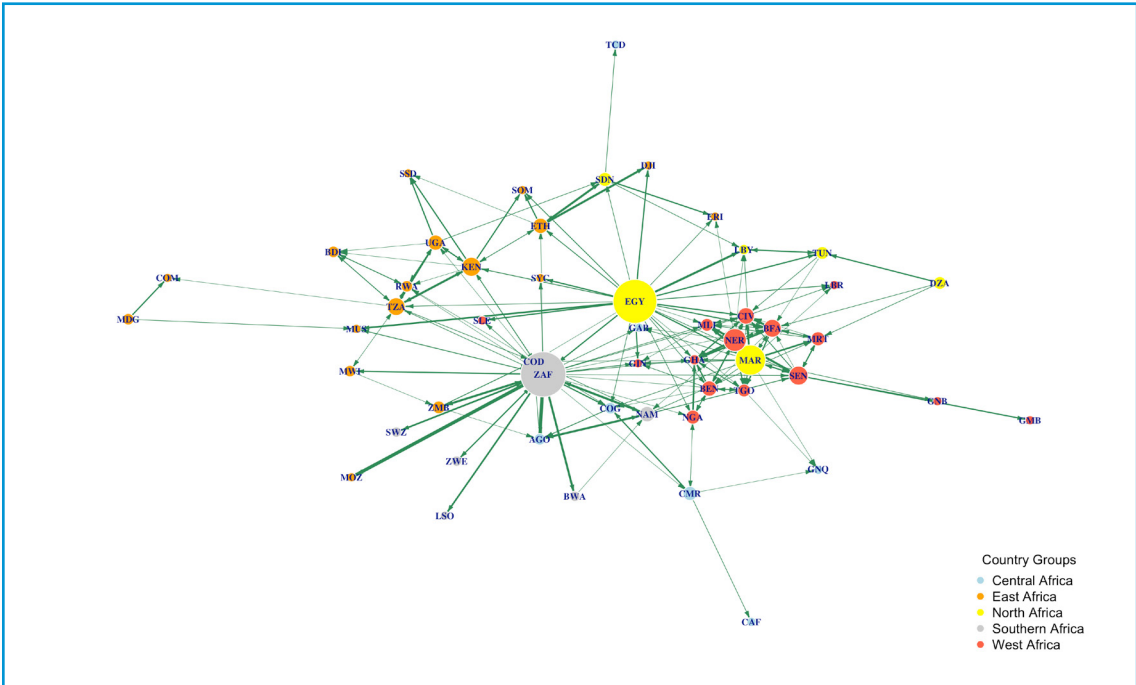 TCD
SSD
SOM
SDN
DJI
ETH
ERI
BDI
UGA
LBY
TUN
COM
KEN
SYC
RWA
DZA
LBR
MDG
TZA
EGY
MUS
SLE
GAB
MLI
CIV
BFA
NER
MRT
GHA
MAR
GIN
COD
ZAF
MWI
SEN
BEN
TGO
ZMB
COG
NAM
NGA
GNB
GMB
SWZ
AGO
ZWE
MOZ
BWA
CMR
GNQ
LSO
CAF
Country Groups
Central Africa
East Africa
North Africa
Southern Africa
West Africa